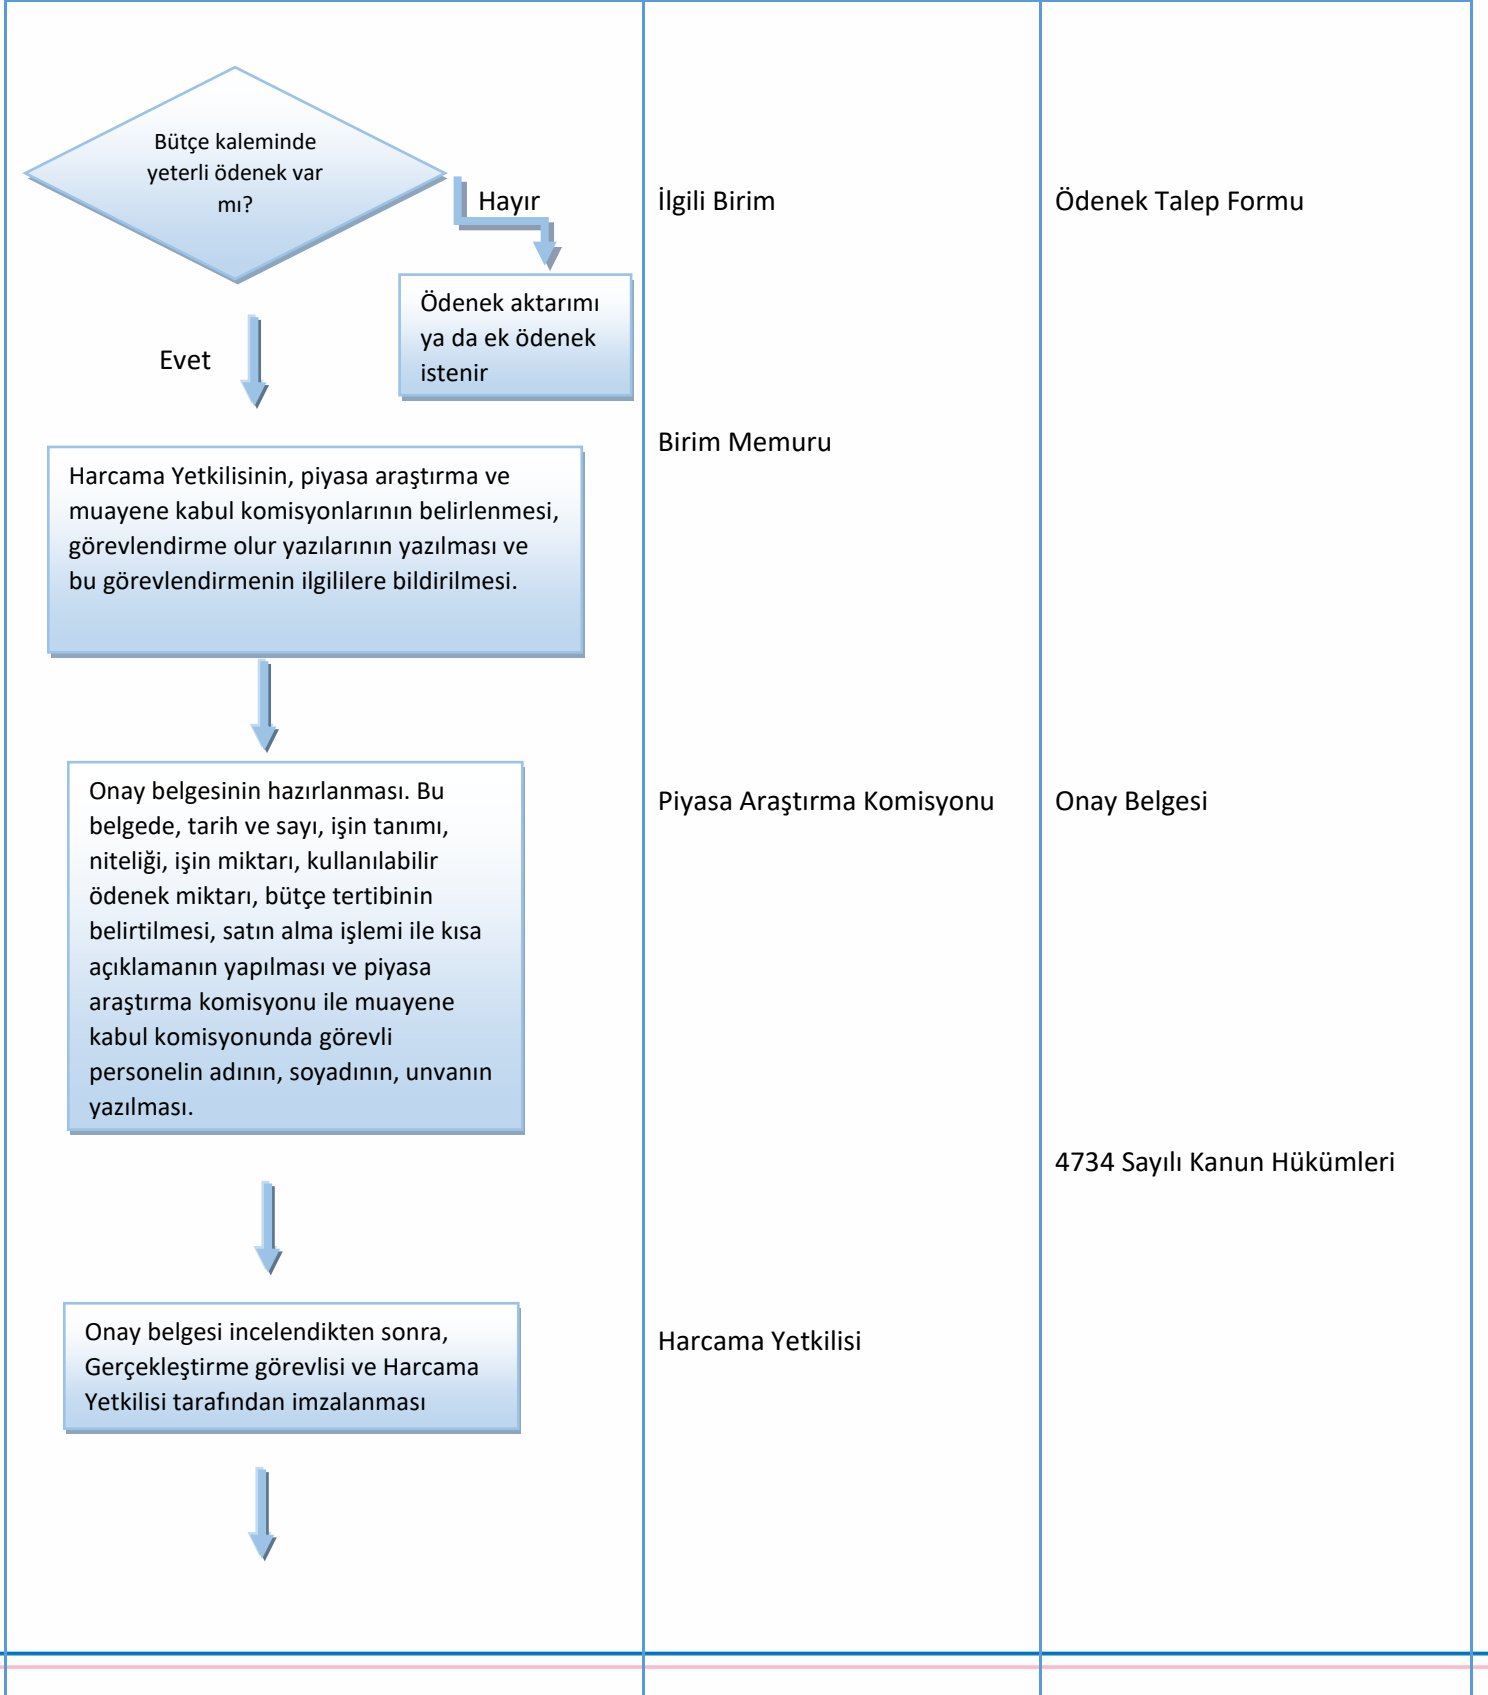 Bütçe kaleminde
yeterli ödenek var
mı?
Hayır
İlgili Birim
Ödenek Talep Formu
Ödenek aktarımı
ya da ek ödenek
istenir
Evet
Birim Memuru
Harcama Yetkilisinin, piyasa araştırma ve
muayene kabul komisyonlarının belirlenmesi,
görevlendirme olur yazılarının yazılması ve
bu görevlendirmenin ilgililere bildirilmesi.
Onay belgesinin hazırlanması. Bu
belgede, tarih ve sayı, işin tanımı,
niteliği, işin miktarı, kullanılabilir
ödenek miktarı, bütçe tertibinin
belirtilmesi, satın alma işlemi ile kısa
açıklamanın yapılması ve piyasa
araştırma komisyonu ile muayene
kabul komisyonunda görevli
personelin adının, soyadının, unvanın
yazılması.
Piyasa Araştırma Komisyonu
Onay Belgesi
4734 Sayılı Kanun Hükümleri
Onay belgesi incelendikten sonra,
Gerçekleştirme görevlisi ve Harcama
Yetkilisi tarafından imzalanması
Harcama Yetkilisi